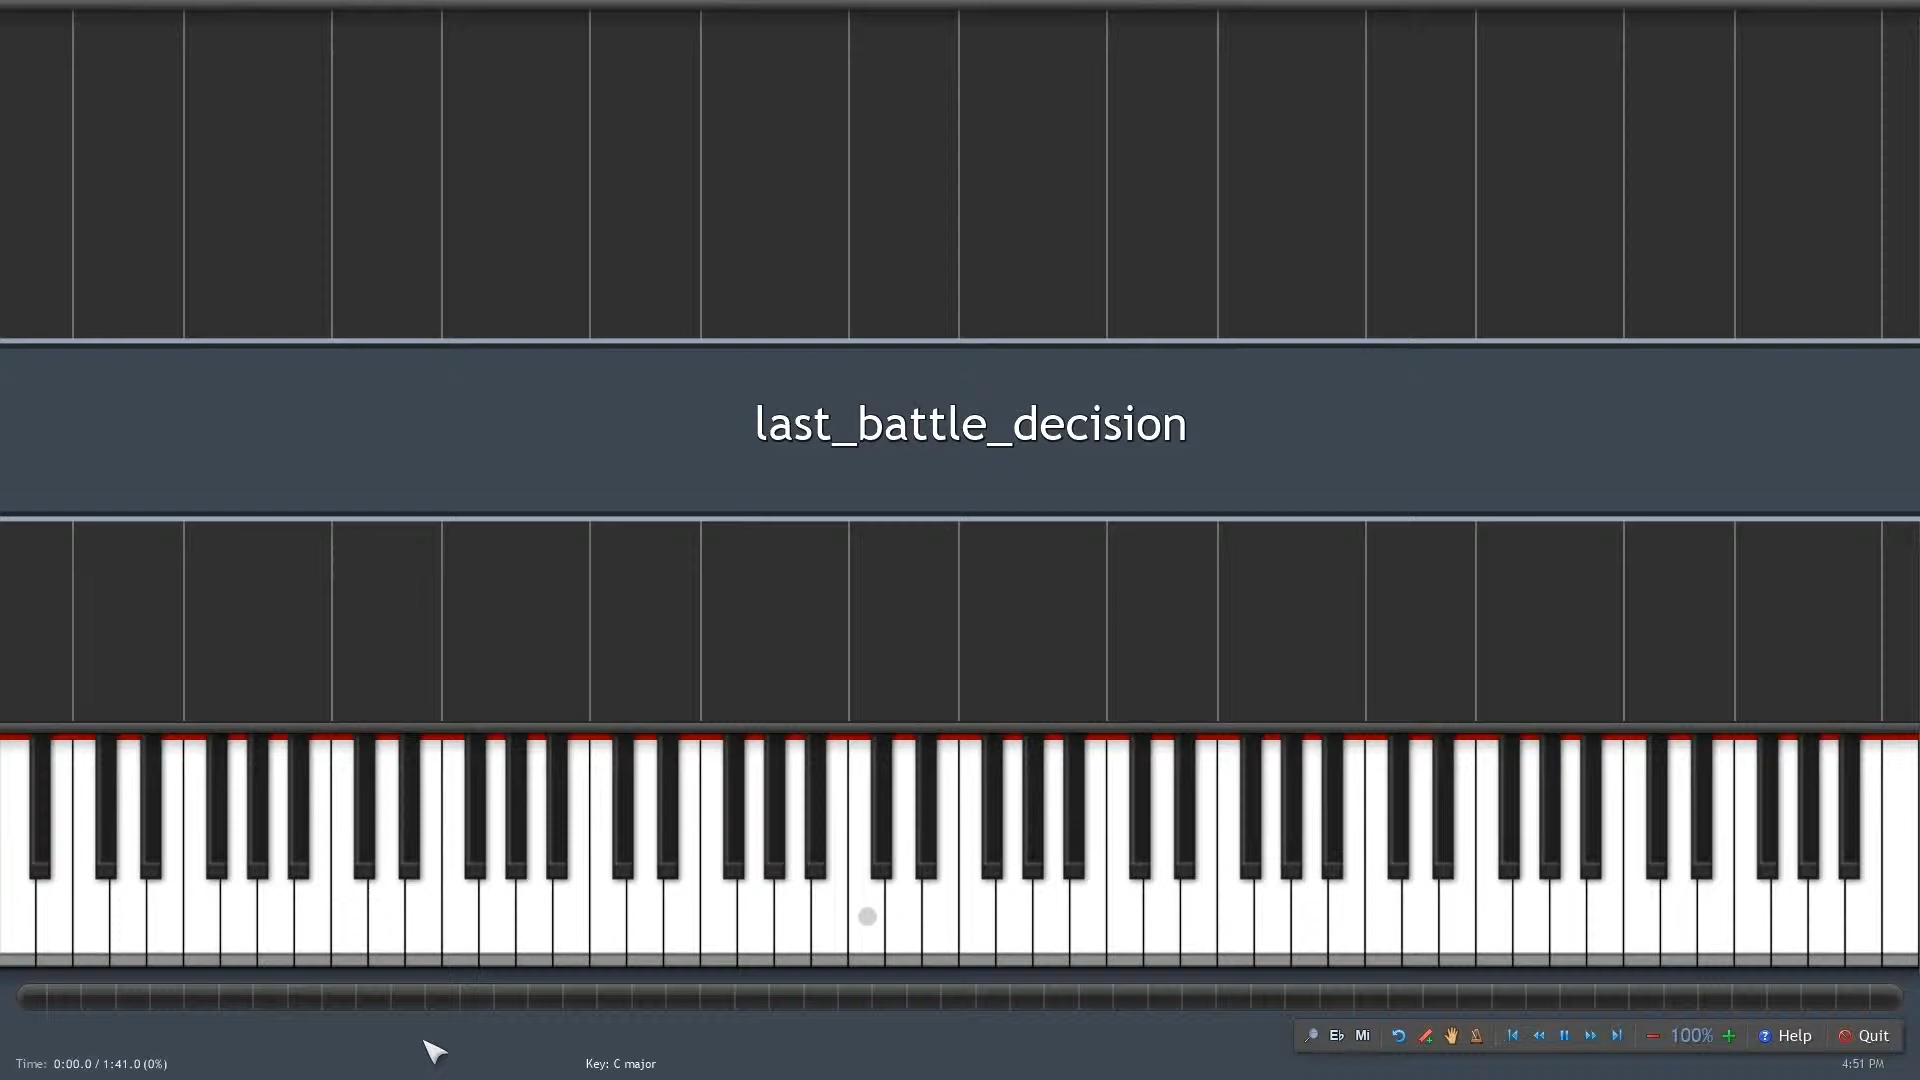 last_battle_decision
Eb Mi 100% Help Quit
Time: 0:00.0 / 1:41.0 (0%) Key: C major 4:51 PM